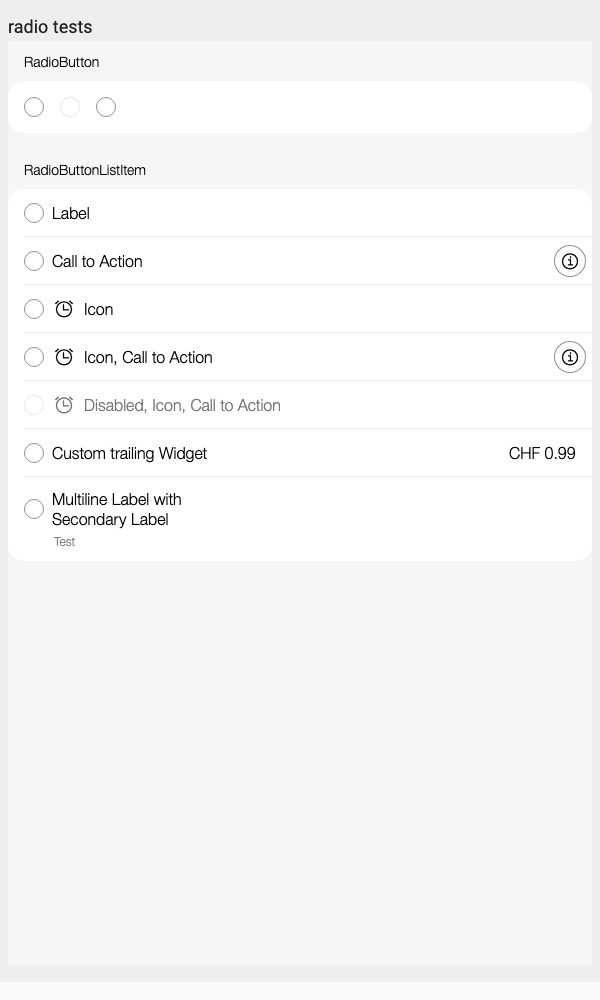 radio tests
RadioButton
RadioButtonListItem
Label
Call to Action
Icon
Icon, Call to Action
Disabled, Icon, Call to Action
Custom trailing Widget CHF 0.99
Multiline Label with
Secondary Label
Test